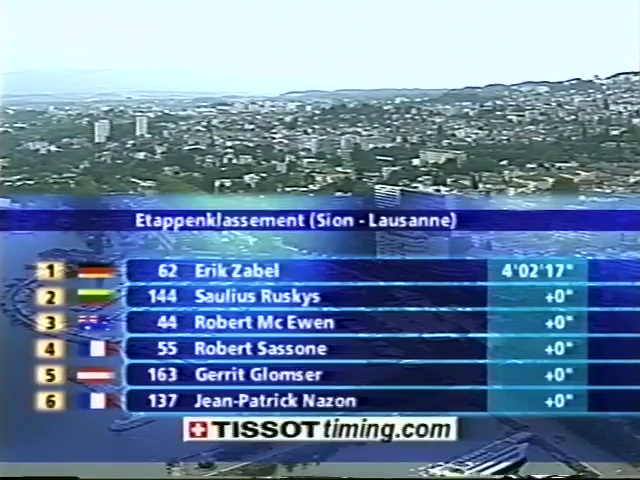 Etappenklassement (Sion - Lausanne)
1 62 Erik Zabel 4'02'17"
2 144 Saulius Ruskys +0"
3 44 Robert Mc Ewen +0"
4 55 Robert Sassone +0"
5 163 Gerrit Glomser +0"
6 137 Jean-Patrick Nazon +0"
TISSOTtiming.com